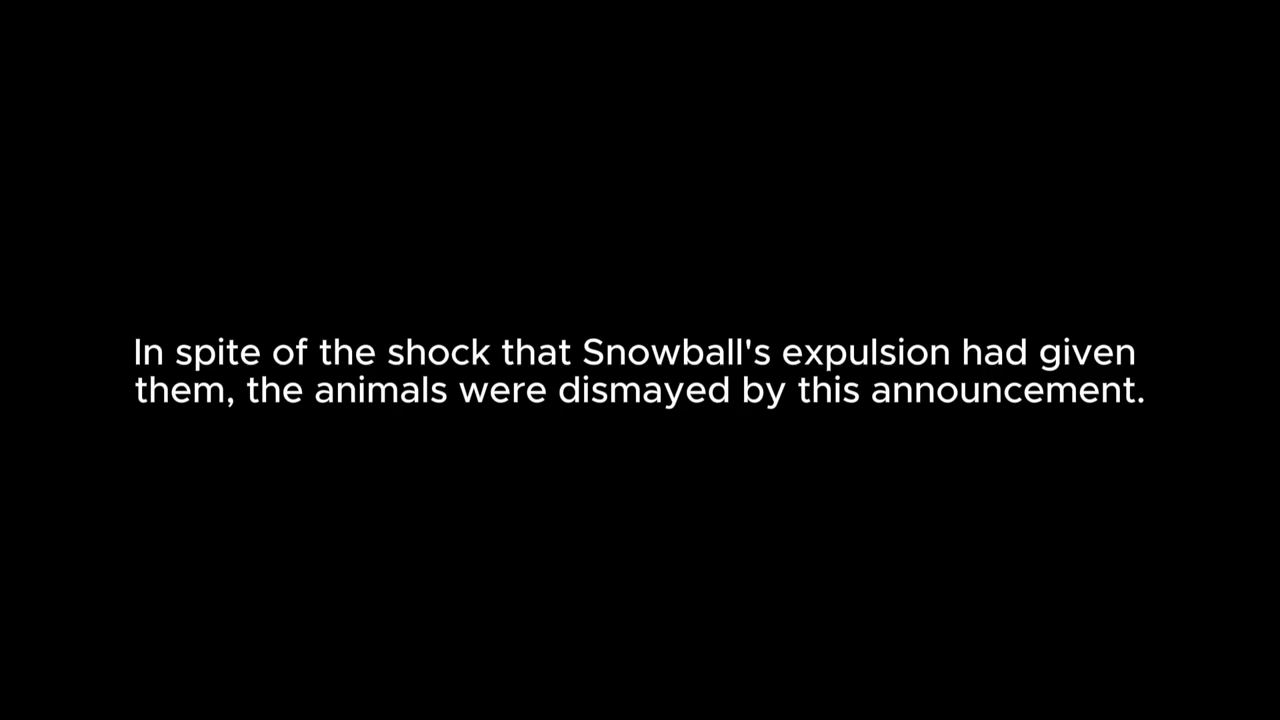 In spite of the shock that Snowball's expulsion had given
them, the animals were dismayed by this announcement.